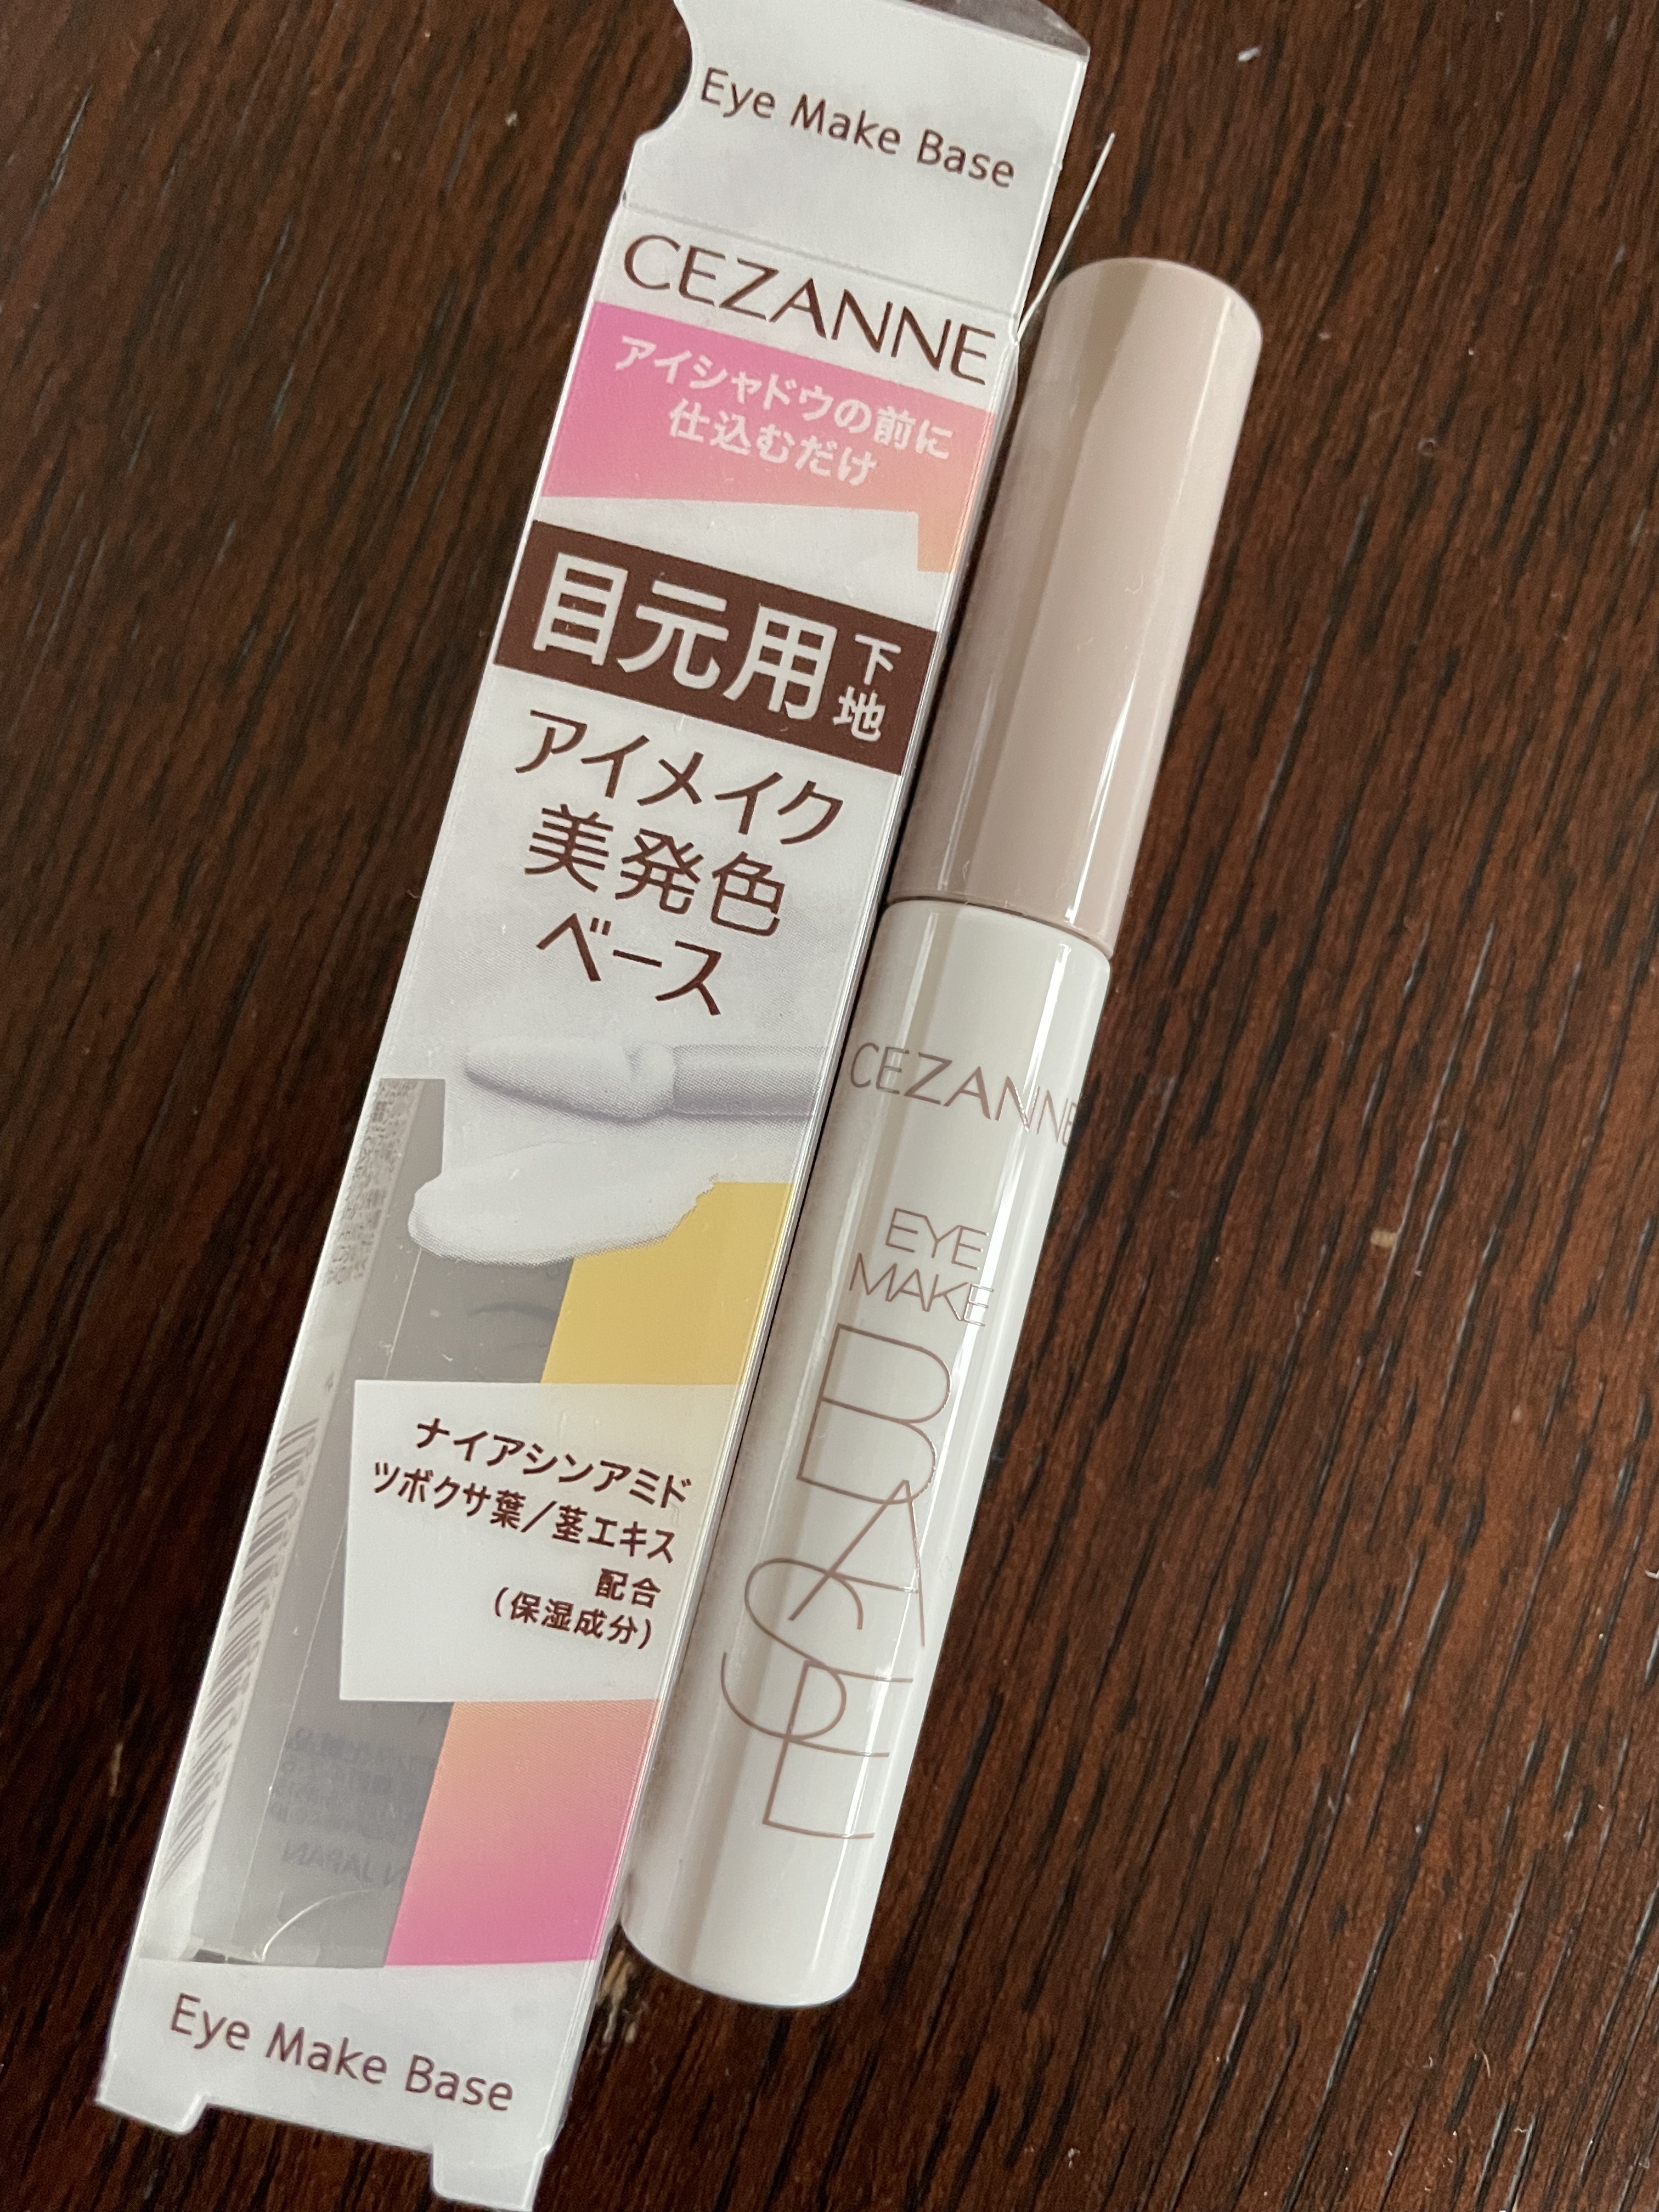 Eye Make Base
CEZANNE
アイシャドウの前に
仕込むだけ
目元用下地
アイメイク
美発色
ベース
ナイアシンアミド
ツボクサ葉/茎エキス
配合
(保湿成分)
Eye Make Base
CEZANNE
EYE
MAKE
BASE